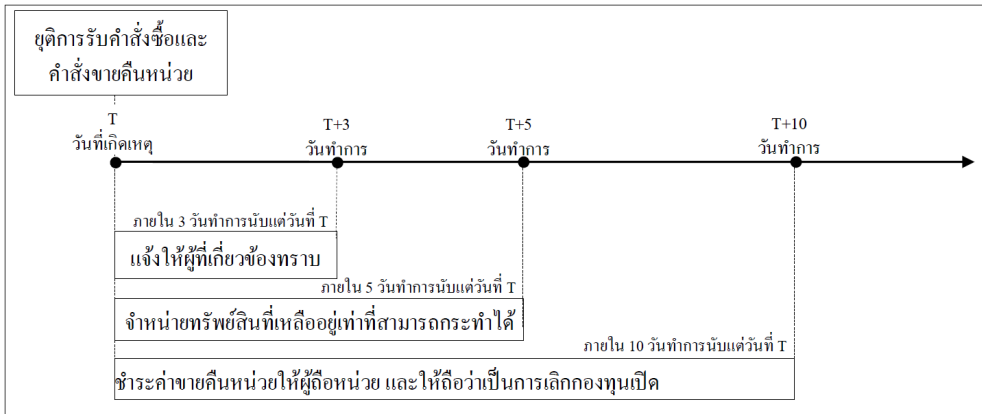 ยุติการรับคำสั่งซื้อและ
คำสั่งขายคืนหน่วย
T
วันที่เกิดเหตุ
T+3
วันทำการ
T+5
วันทำการ
T+10
วันทำการ
ภายใน 3 วันทำการนับแต่วันที่ T
แจ้งให้ผู้ที่เกี่ยวข้องทราบ
ภายใน 5 วันทำการนับแต่วันที่ T
จำหน่ายทรัพย์สินที่เหลืออยู่เท่าที่สามารถกระทำได้
ภายใน 10 วันทำการนับแต่วันที่ T
ชำระค่าขายคืนหน่วยให้ผู้ถือหน่วย และให้ถือว่าเป็นการเลิกกองทุนเปิด